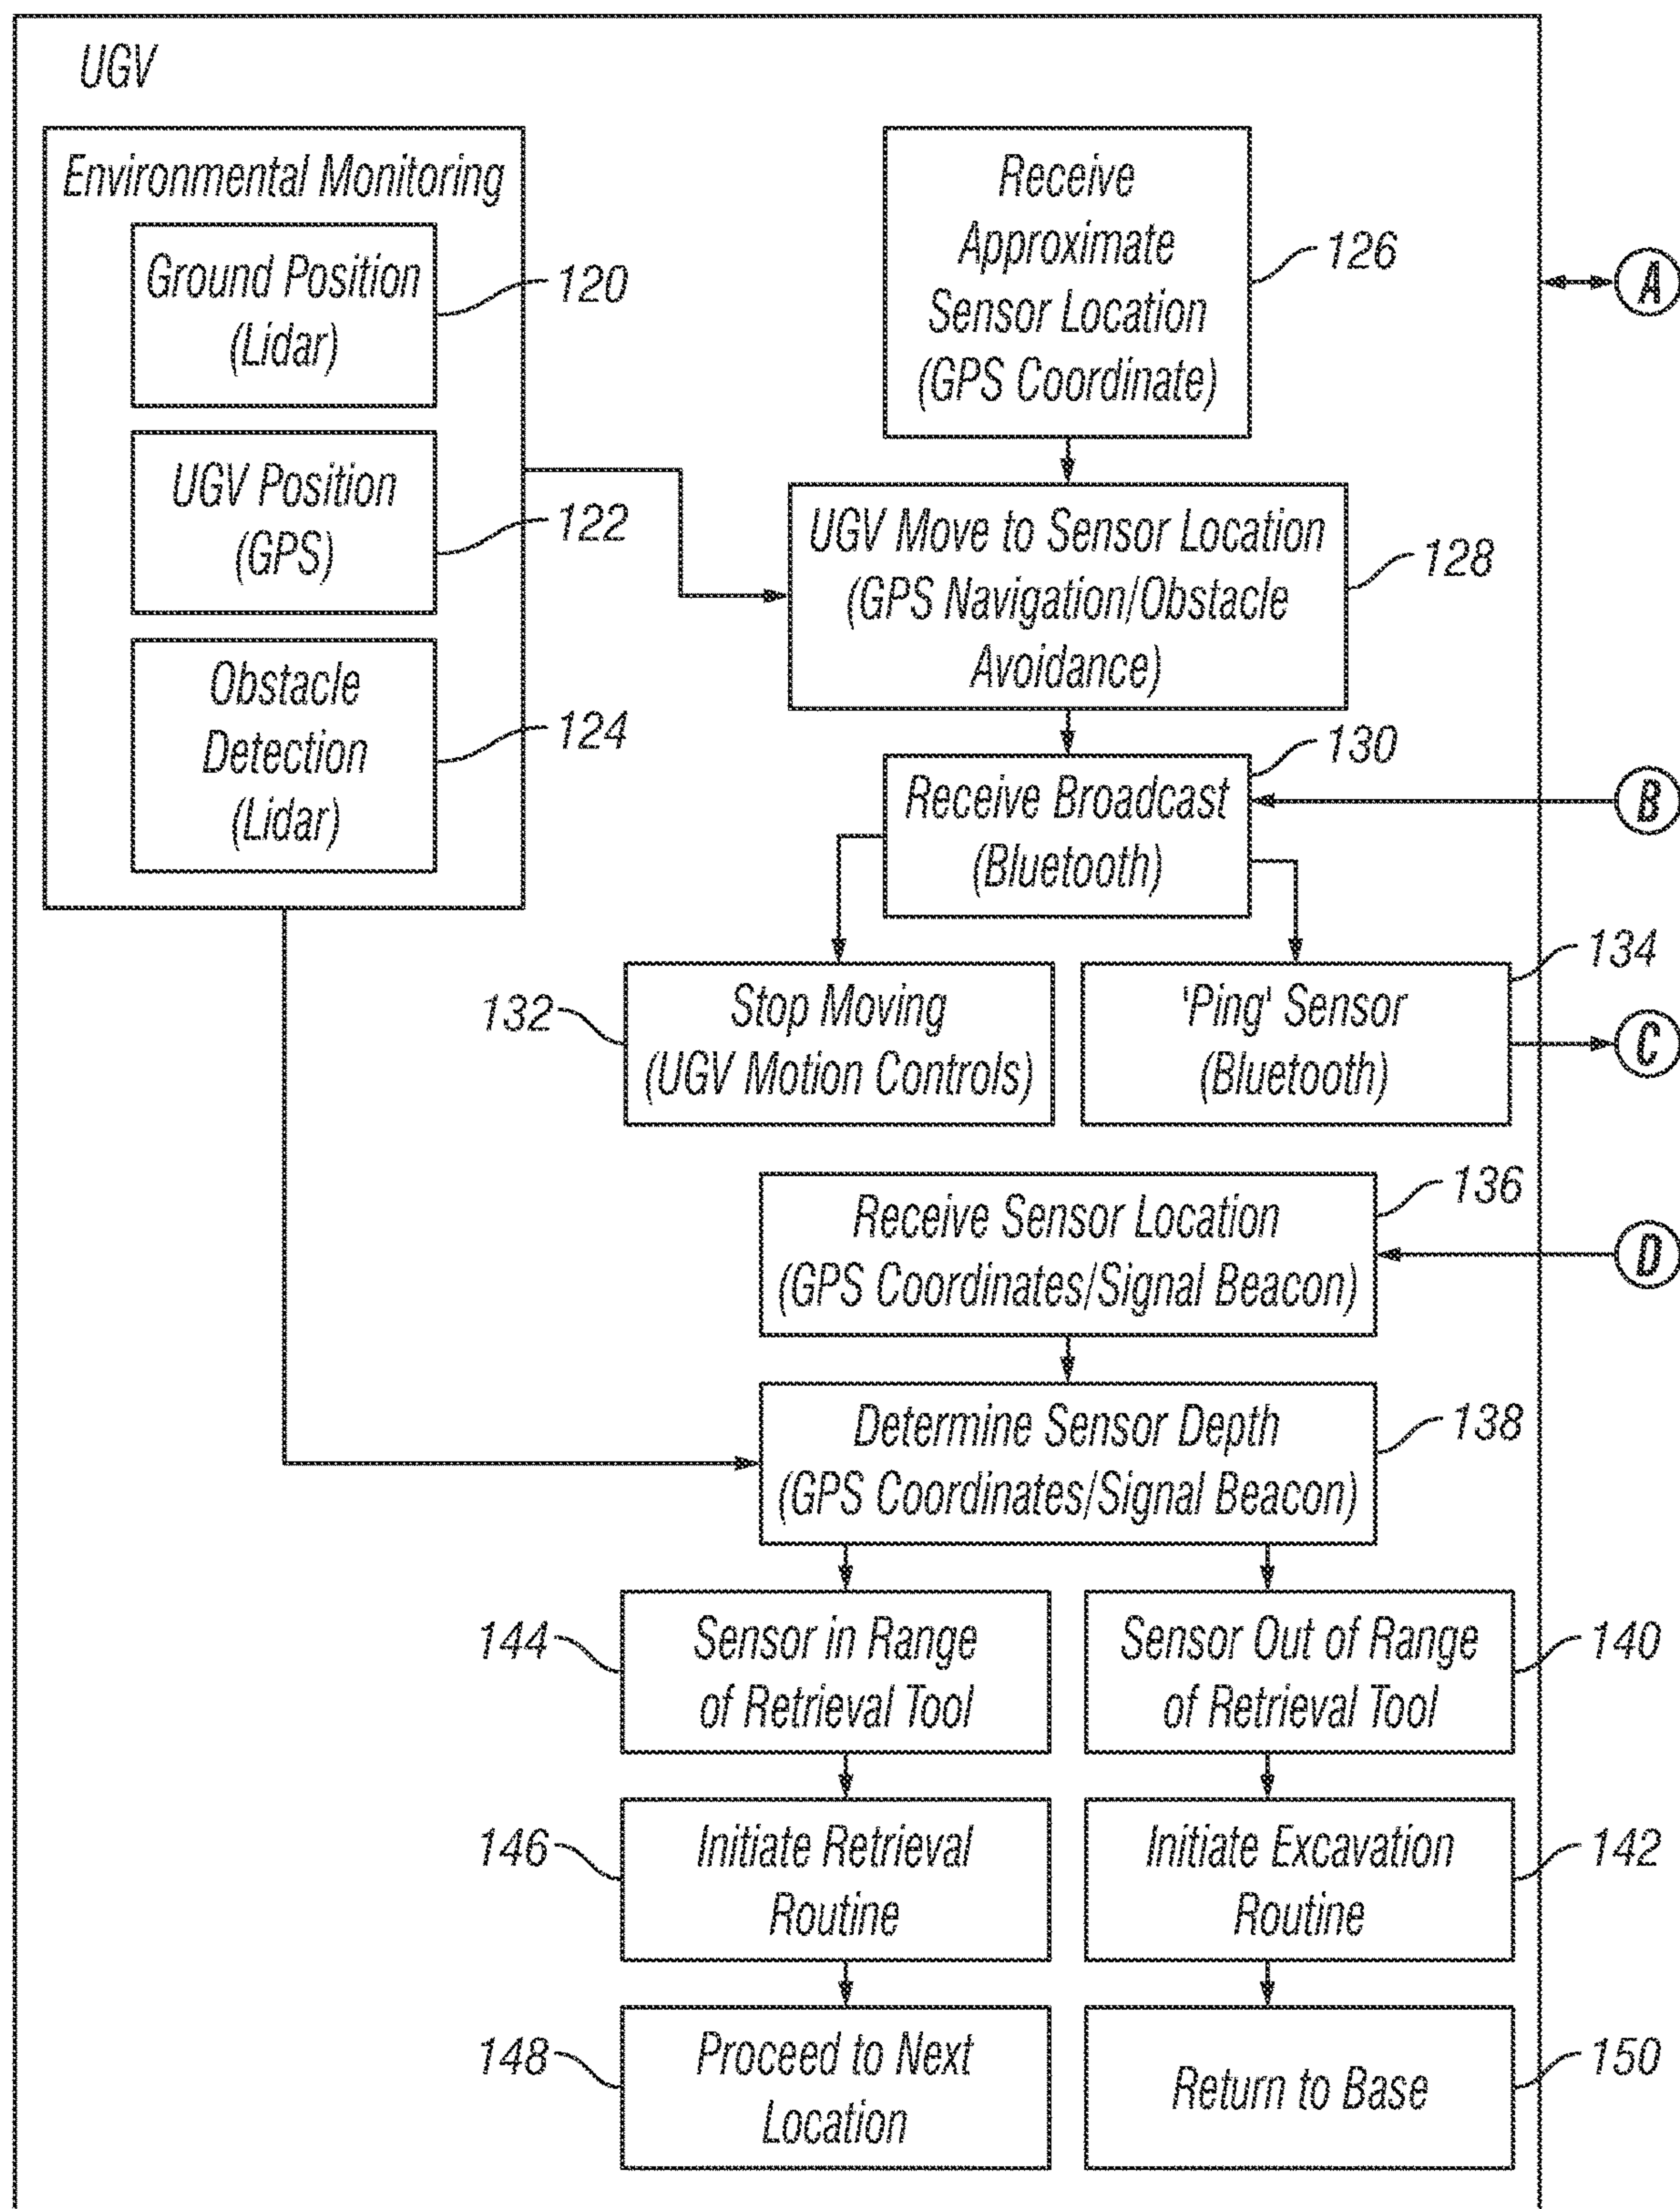 UGV
Environmental Monitoring
Ground Position
(Lidar)
120
UGV Position
(GPS)
122
Obstacle
Detection
(Lidar)
124
Receive
Approximate
Sensor Location
(GPS Coordinate)
126
A
UGV Move to Sensor Location
(GPS Navigation/Obstacle
Avoidance)
128
Receive Broadcast
(Bluetooth)
130
B
132
Stop Moving
(UGV Motion Controls)
'Ping' Sensor
(Bluetooth)
134
C
Receive Sensor Location
(GPS Coordinates/Signal Beacon)
136
D
Determine Sensor Depth
(GPS Coordinates/Signal Beacon)
138
144
Sensor in Range
of Retrieval Tool
Sensor Out of Range
of Retrieval Tool
140
146
Initiate Retrieval
Routine
Initiate Excavation
Routine
142
148
Proceed to Next
Location
Return to Base
150